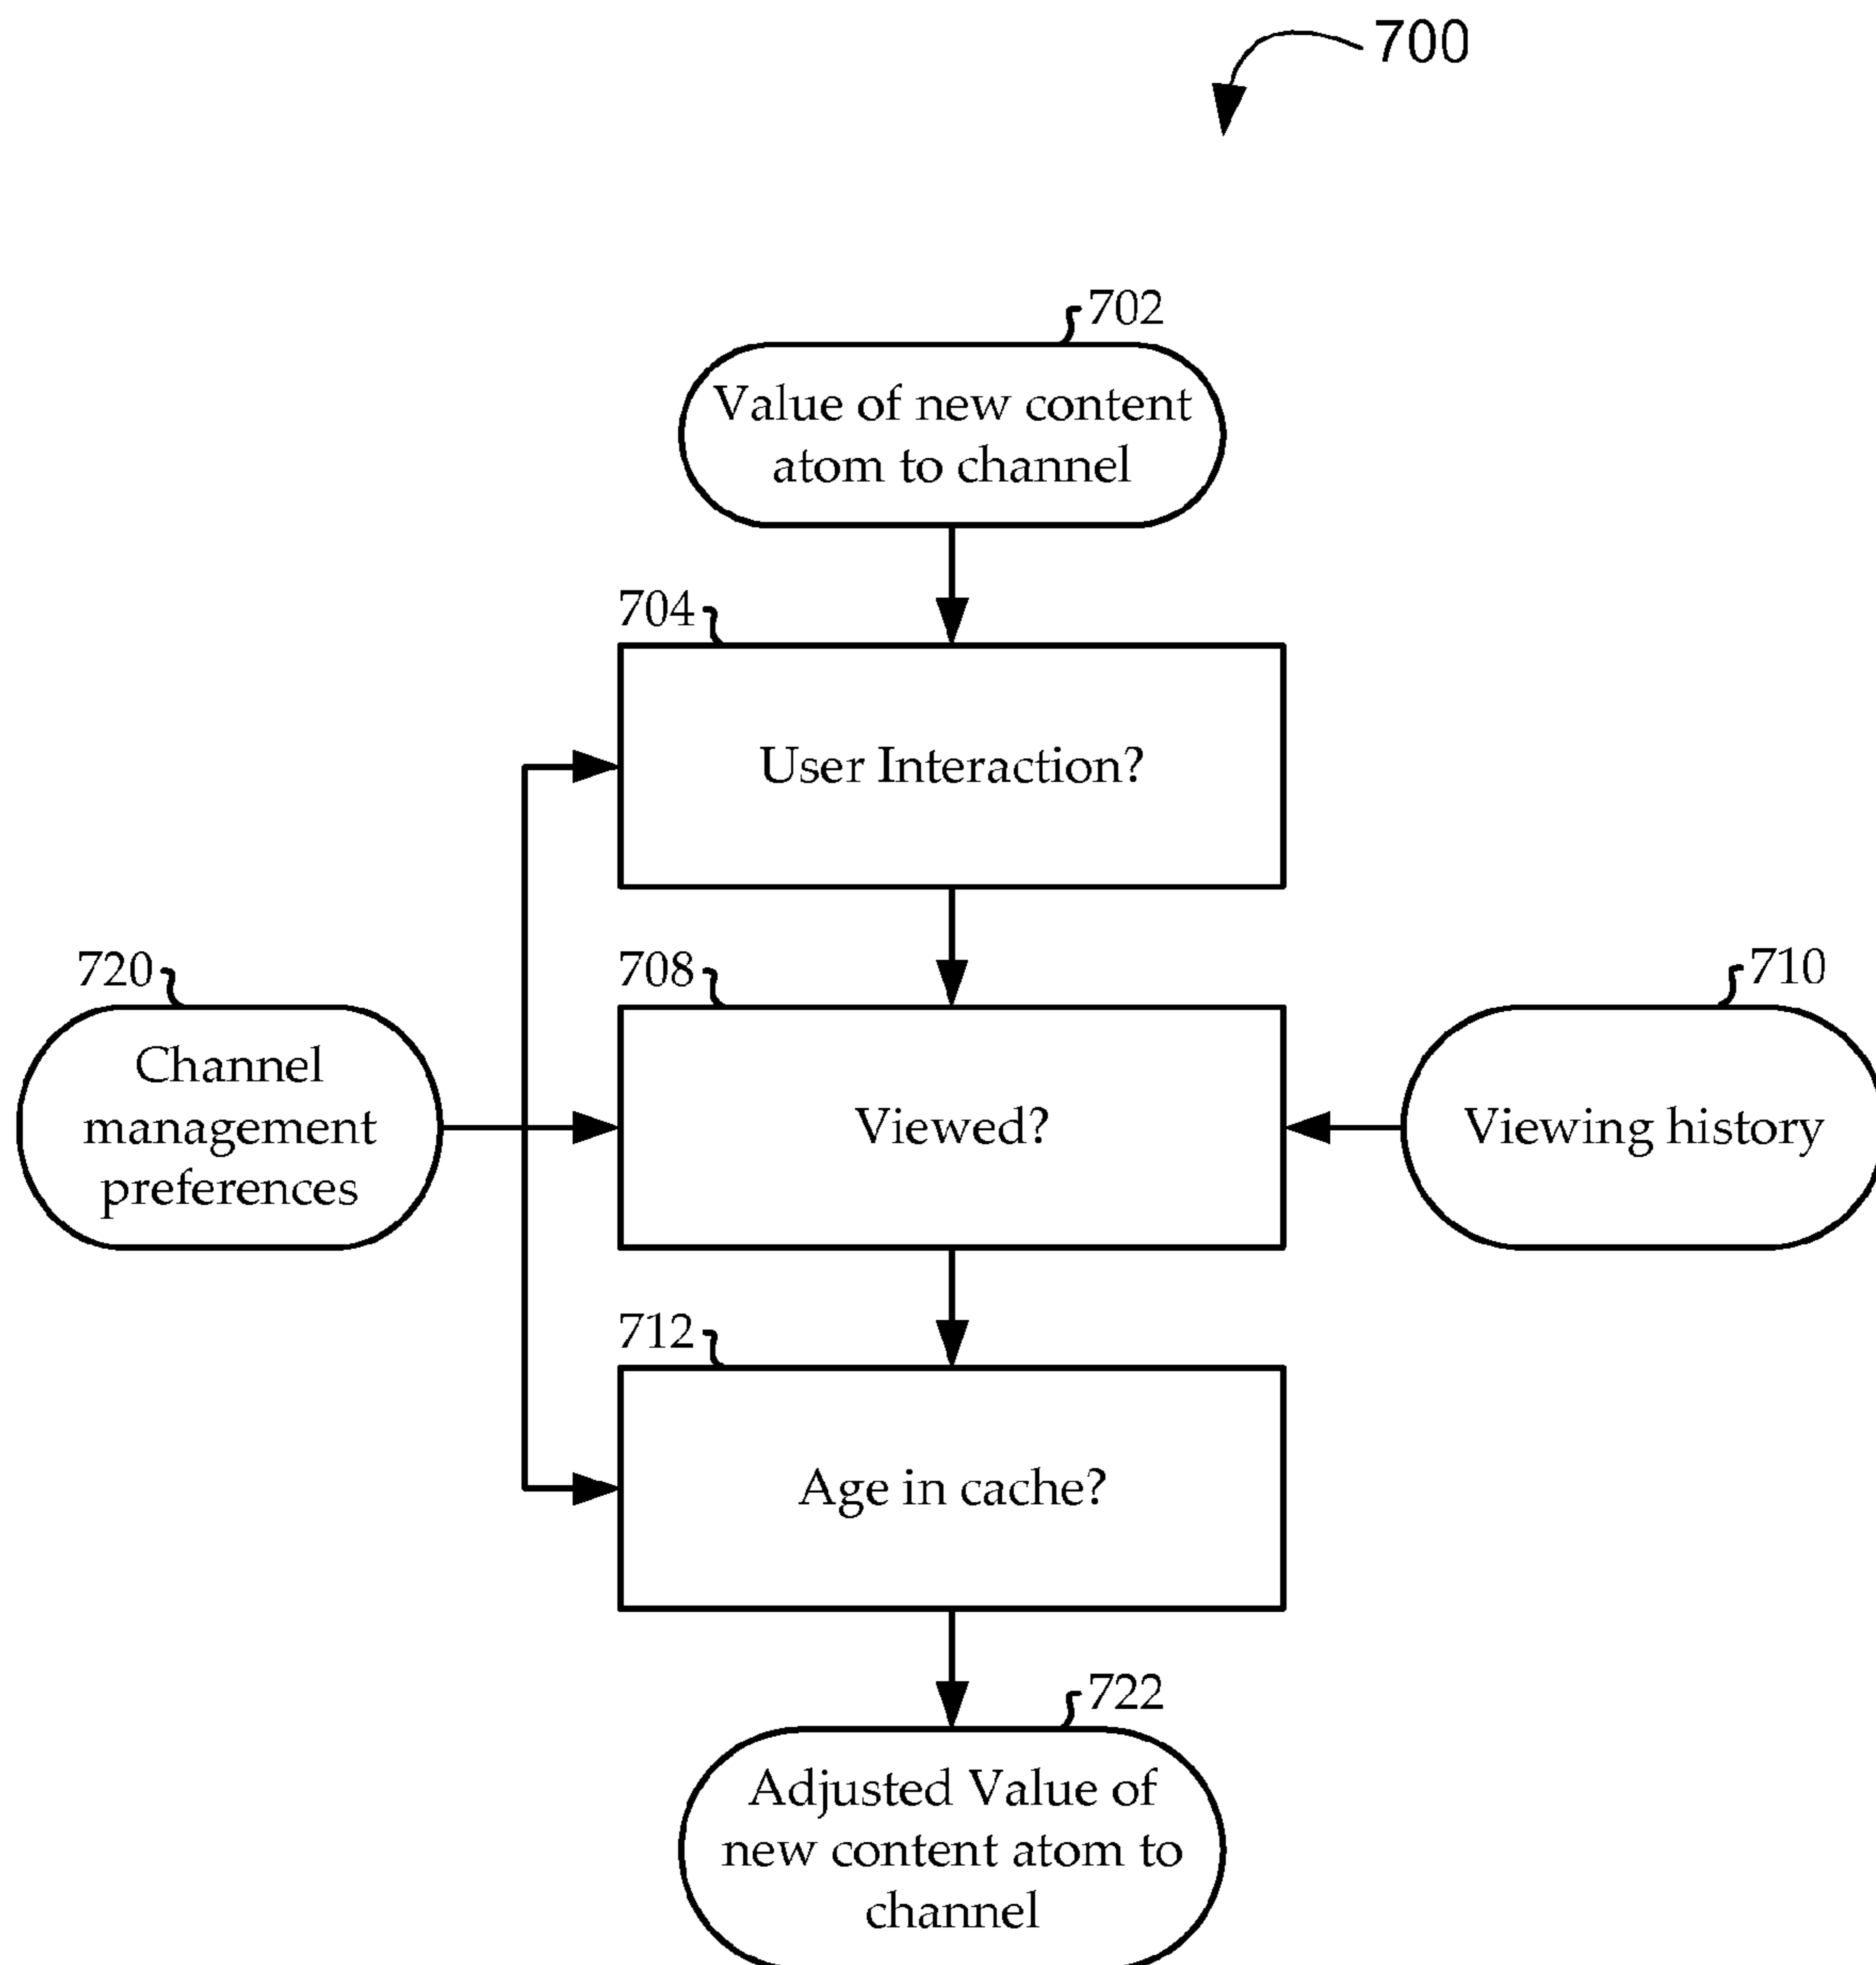 700
702
Value of new content
atom to channel
704
User Interaction?
720
Channel
management
preferences
708
Viewed?
710
Viewing history
712
Age in cache?
722
Adjusted Value of
new content atom to
channel